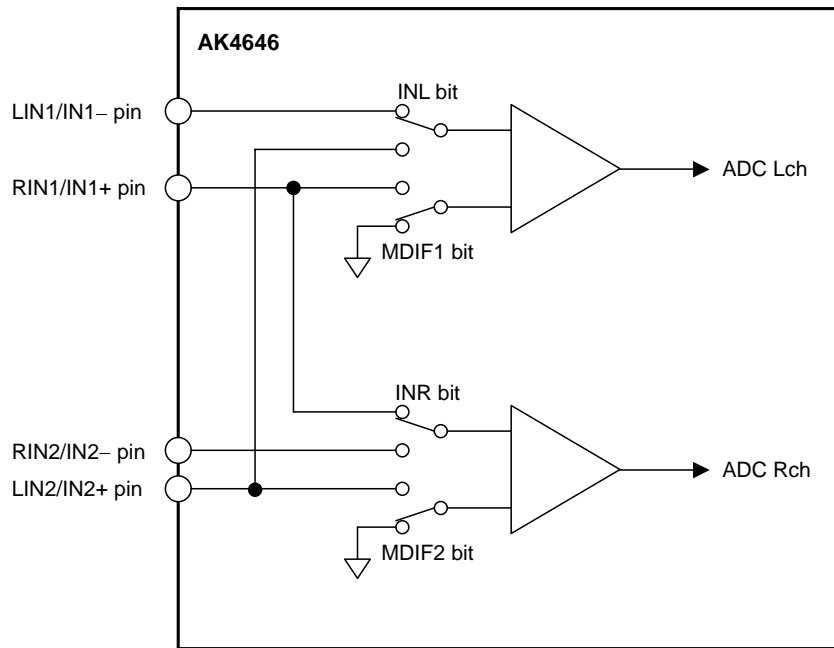 AK4646
INL bit
LIN1/IN1− pin
ADC Lch
RIN1/IN1+ pin
MDIF1 bit
INR bit
RIN2/IN2− pin
ADC Rch
LIN2/IN2+ pin
MDIF2 bit